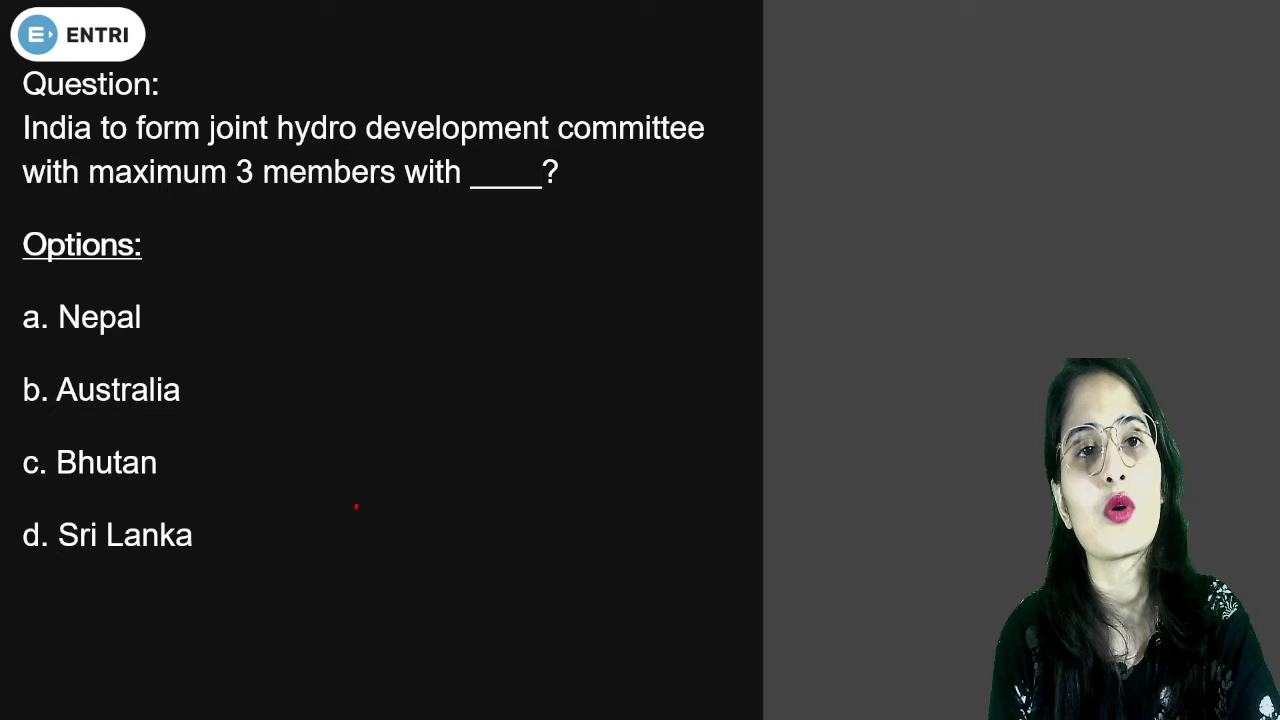 ENTRI
Question:
India to form joint hydro development committee
with maximum 3 members with ____?
Options:
a. Nepal
b. Australia
c. Bhutan
d. Sri Lanka